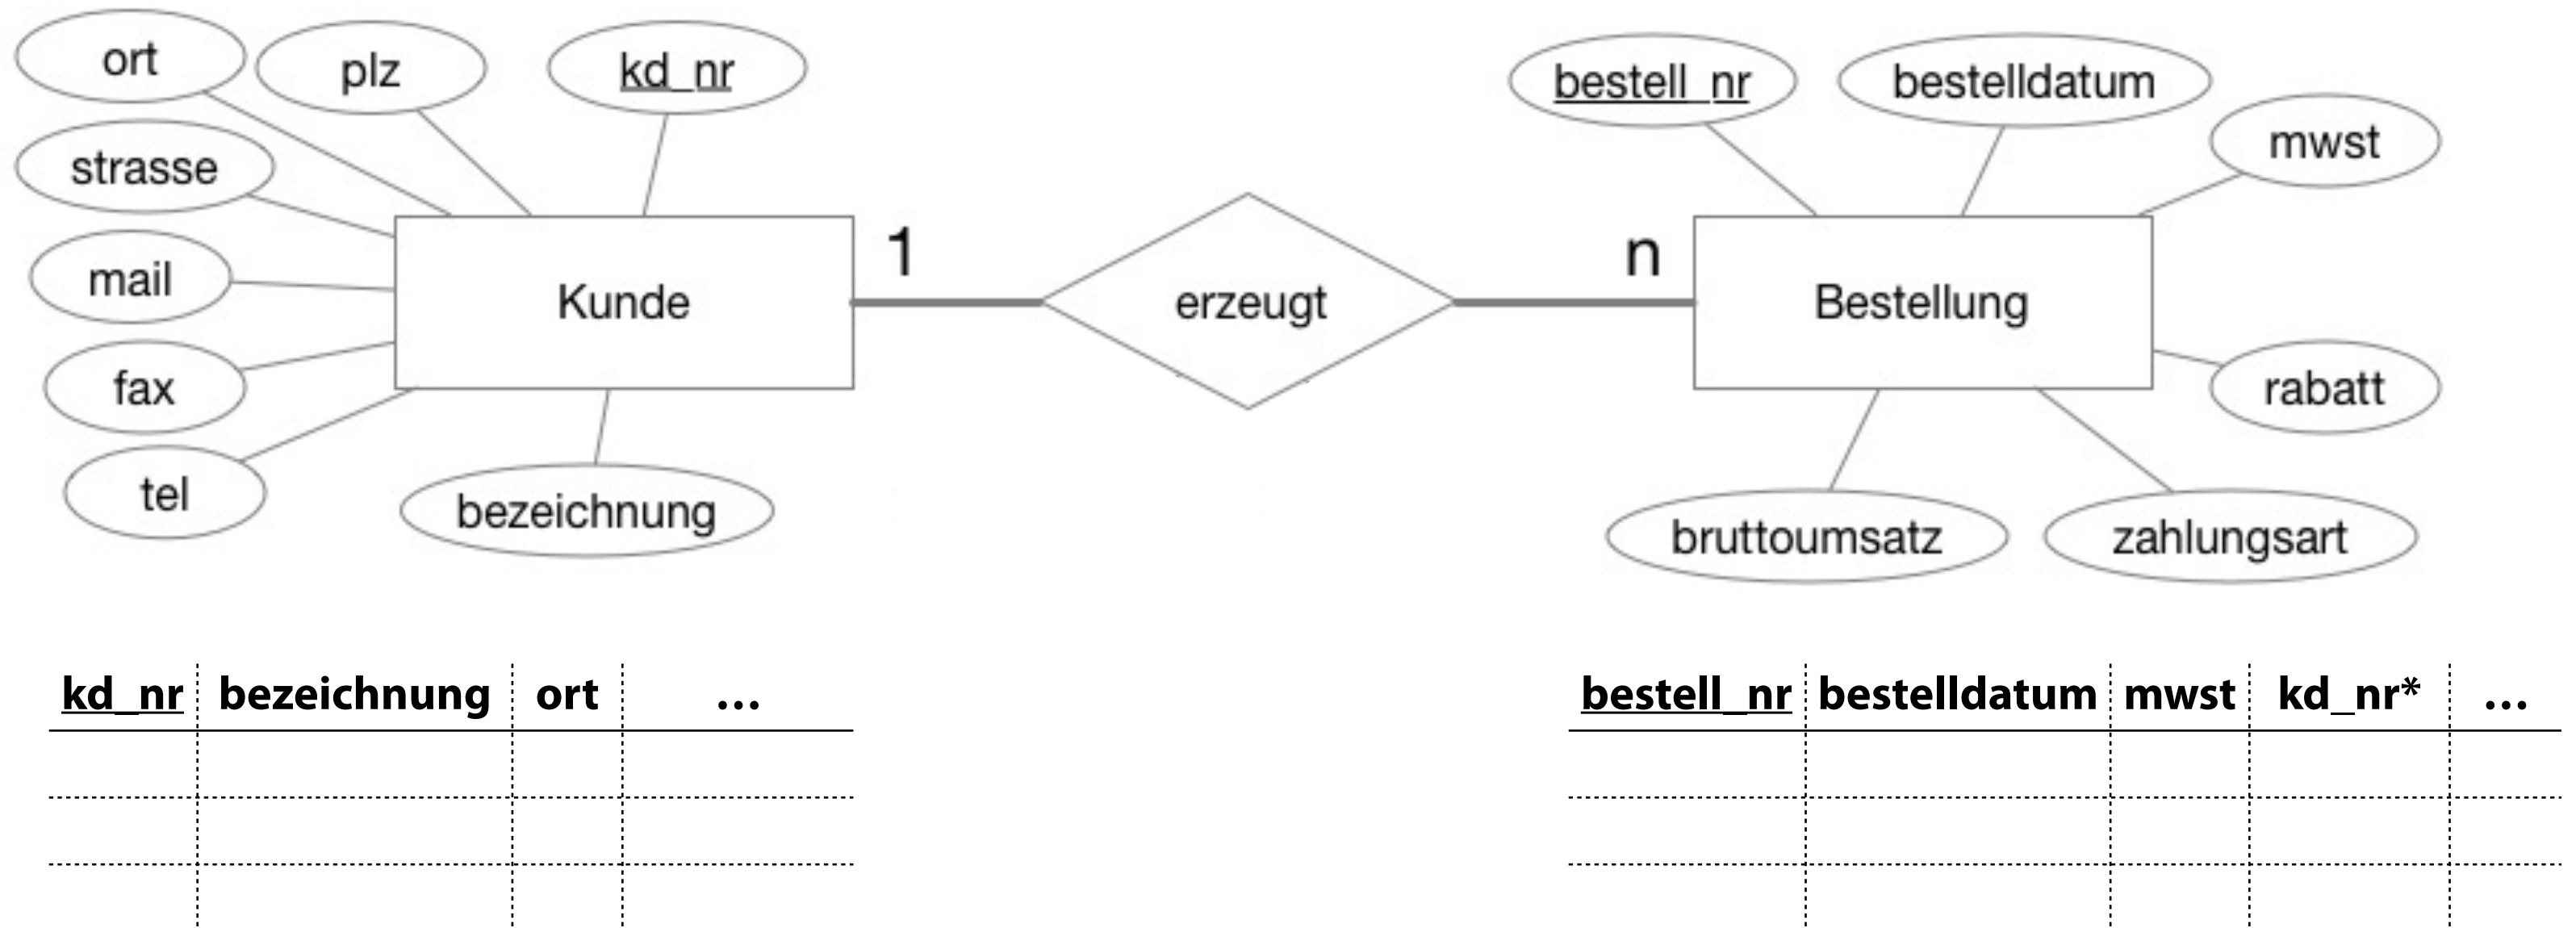 ort
plz
kd_nr
strasse
mail
fax
tel
bezeichnung
Kunde
1
erzeugt
n
Bestellung
bestell_nr
bestelldatum
mwst
rabatt
bruttoumsatz
zahlungsart
kd_nr bezeichnung ort ...
bestell_nr bestelldatum mwst kd_nr* ...